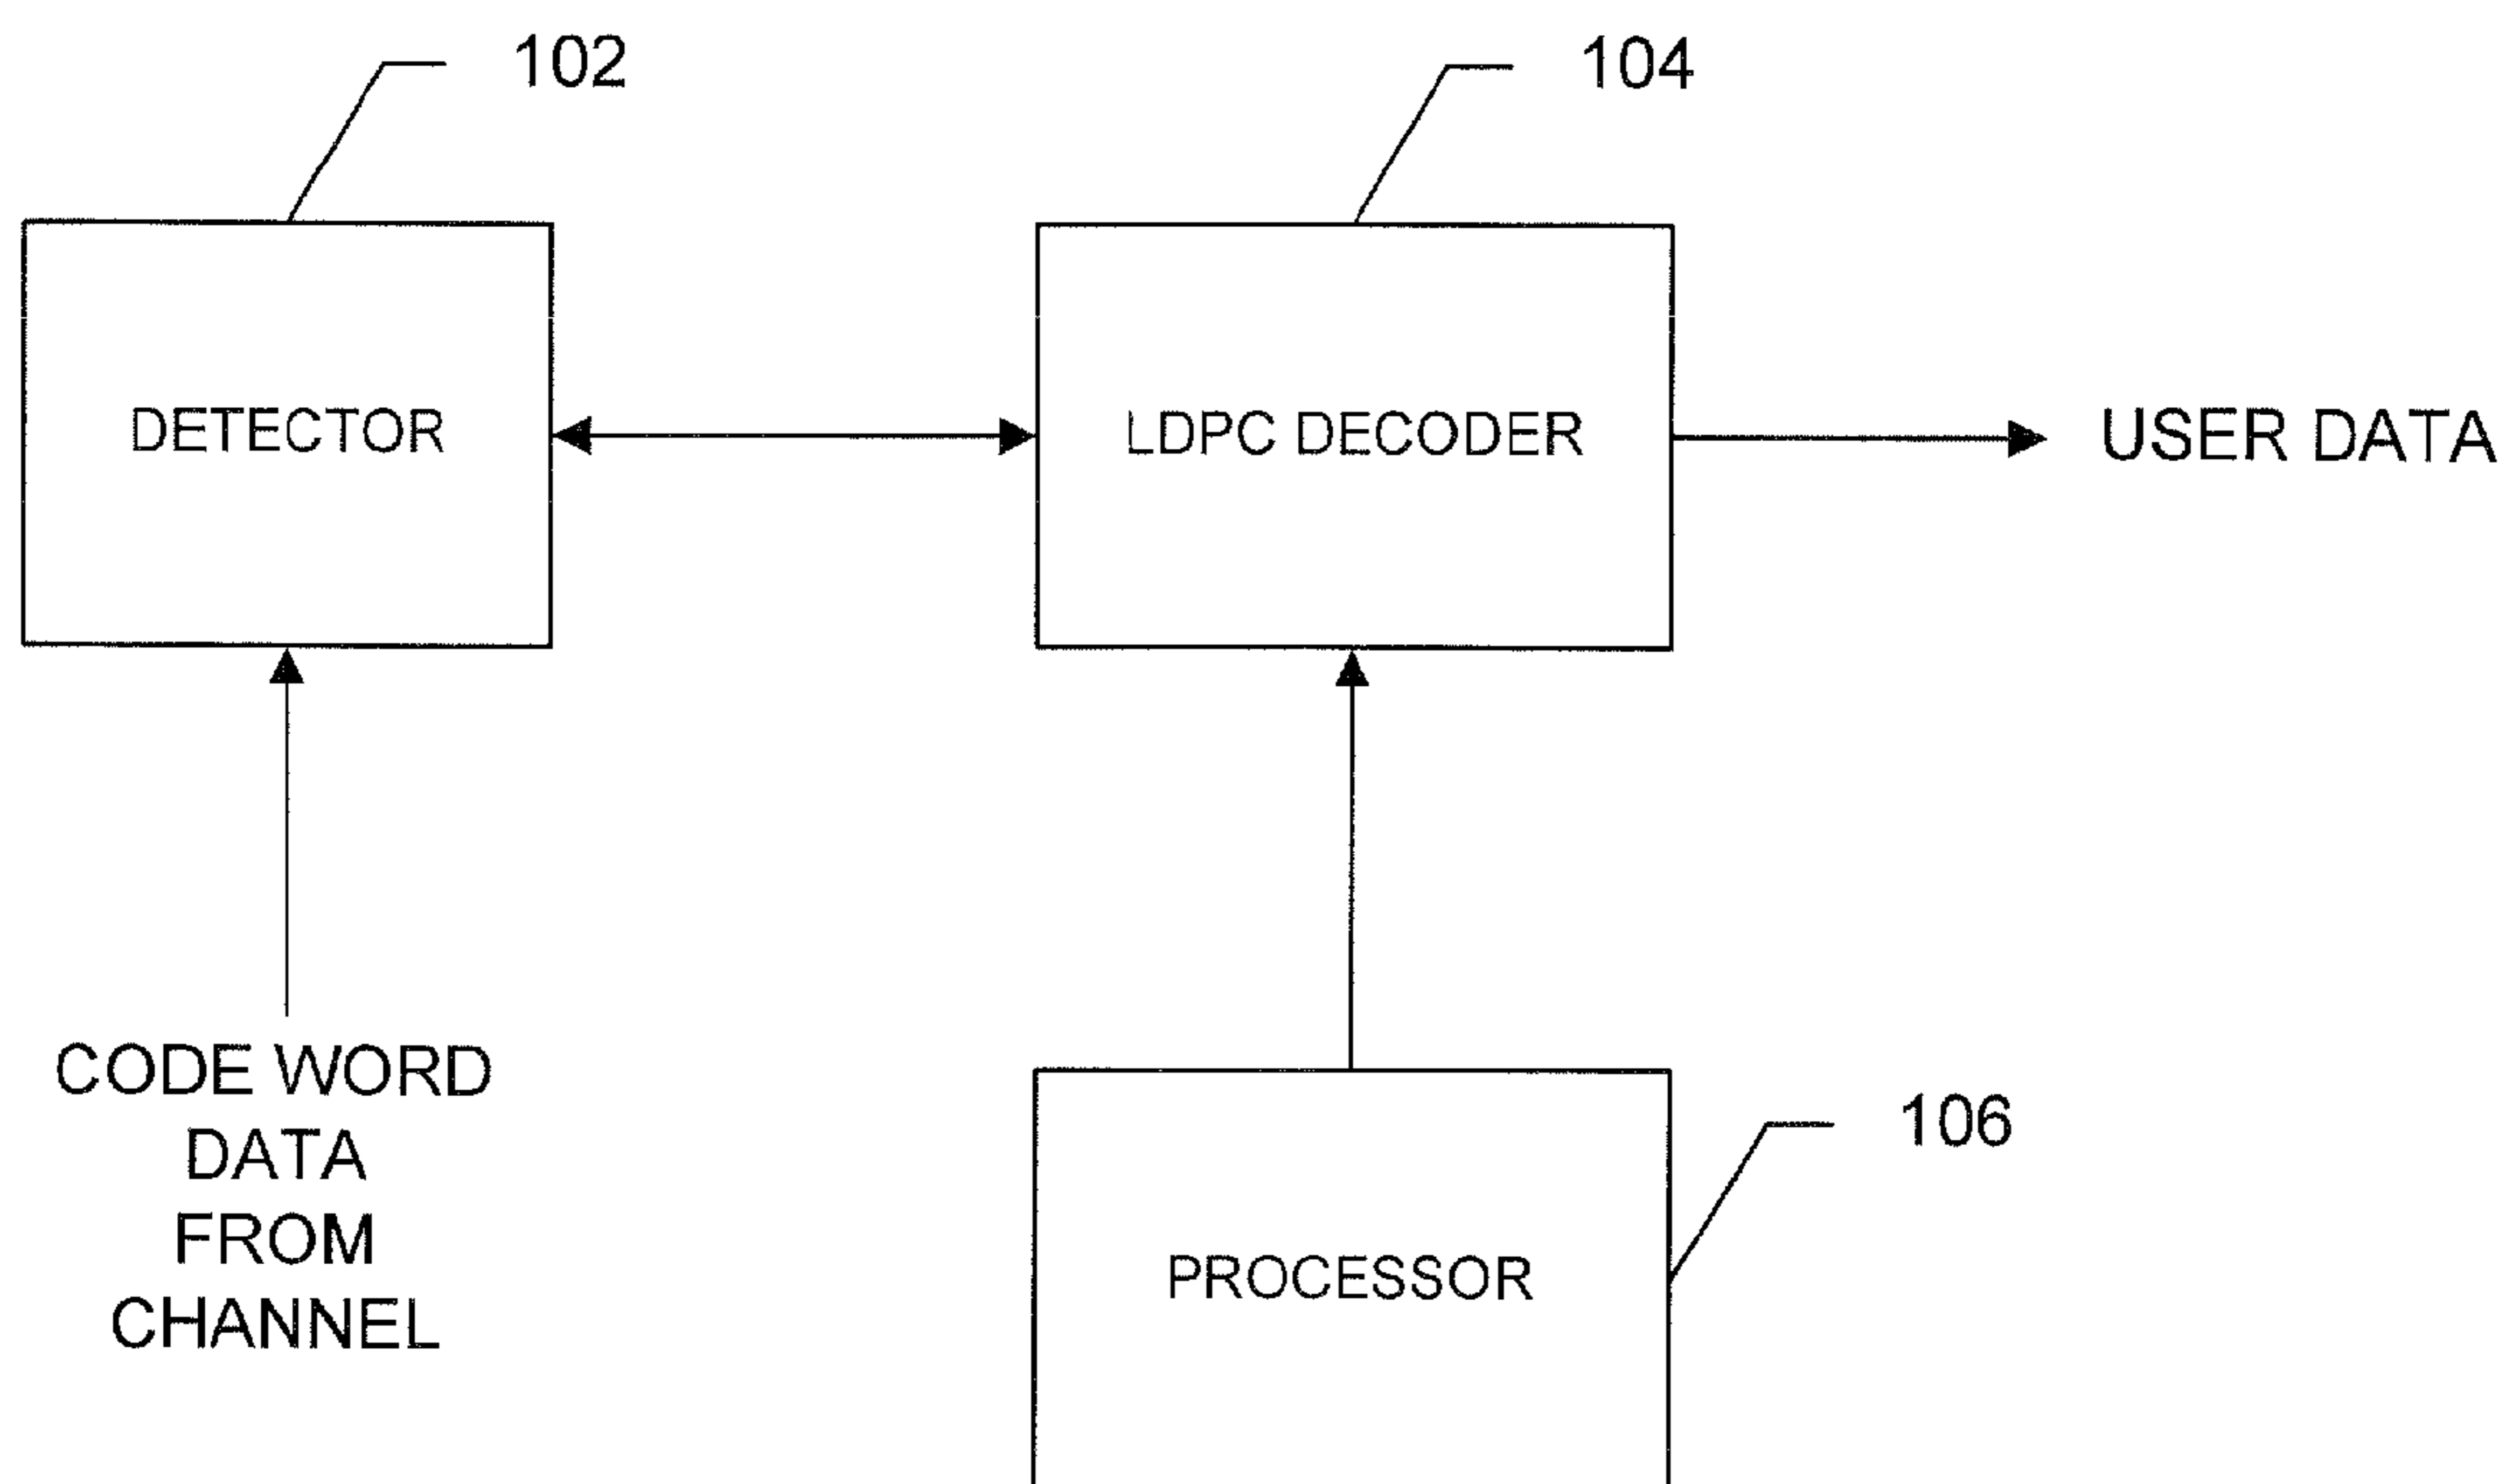 102
104
DETECTOR
LDPC DECODER
USER DATA
CODE WORD
DATA
FROM
CHANNEL
106
PROCESSOR